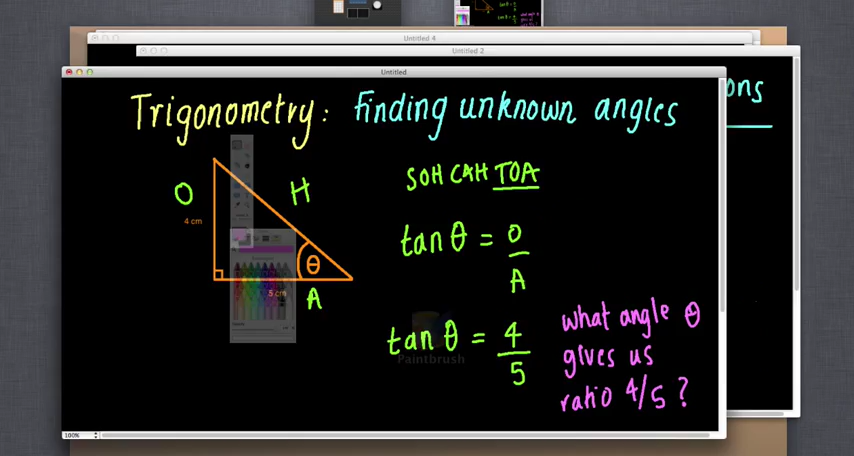 Untitled 4
Untitled 2
Untitled
ons
Trigonometry: Finding unknown angles
SOH CAH TOA
O
H
4 cm
tan θ = O
A
θ
5 cm
A
tan θ = 4
5
Paintbrush
what angle θ
gives us
ratio 4/5 ?
100%